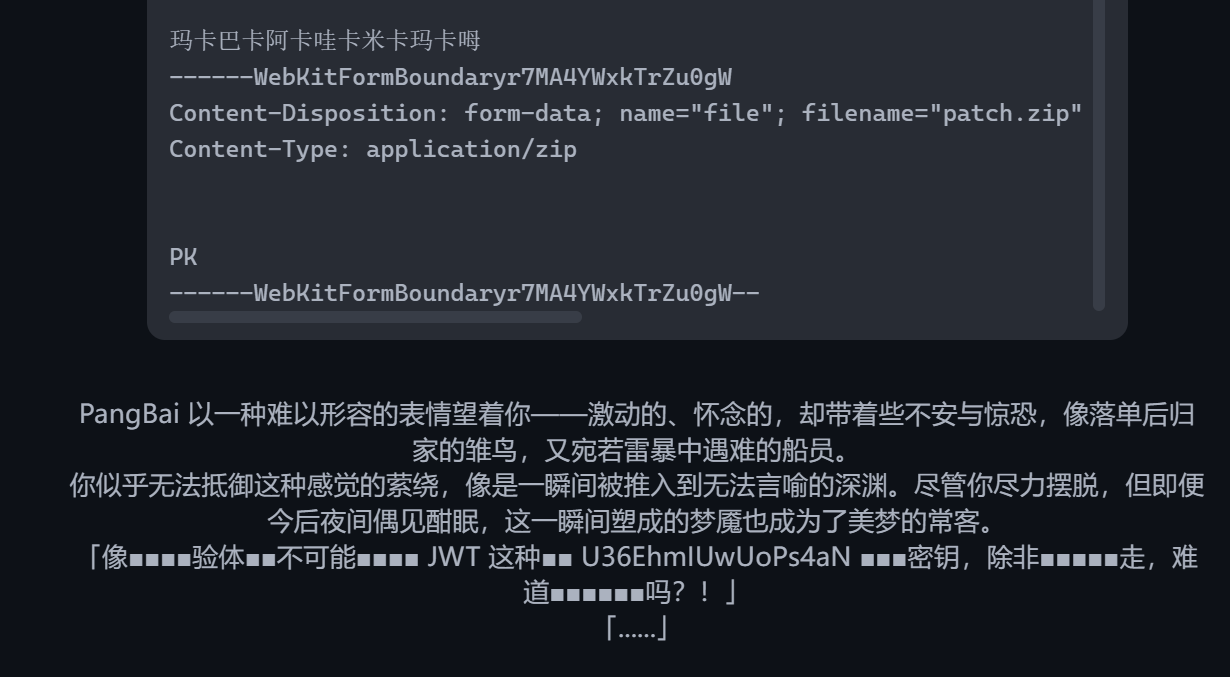 玛卡巴卡阿卡哇卡米卡玛卡呣
------WebKitFormBoundaryr7MA4YWxkTrZu0gW
Content-Disposition: form-data; name="file"; filename="patch.zip"
Content-Type: application/zip
PK
------WebKitFormBoundaryr7MA4YWxkTrZu0gW--
PangBai 以一种难以形容的表情望着你——激动的、怀念的，却带着些不安与惊恐，像落单后归
家的雏鸟，又宛若雷暴中遇难的船员。
你似乎无法抵御这种感觉的萦绕，像是一瞬间被推入到无法言喻的深渊。尽管你尽力摆脱，但即便
今后夜间偶见酣眠，这一瞬间塑成的梦魇也成为了美梦的常客。
「像■■■■验体■■不可能■■■■ JWT 这种■■ U36EhmIUwUoPs4aN ■■■密钥，除非■■■■■走，难
道■■■■■■吗？！」
「......」